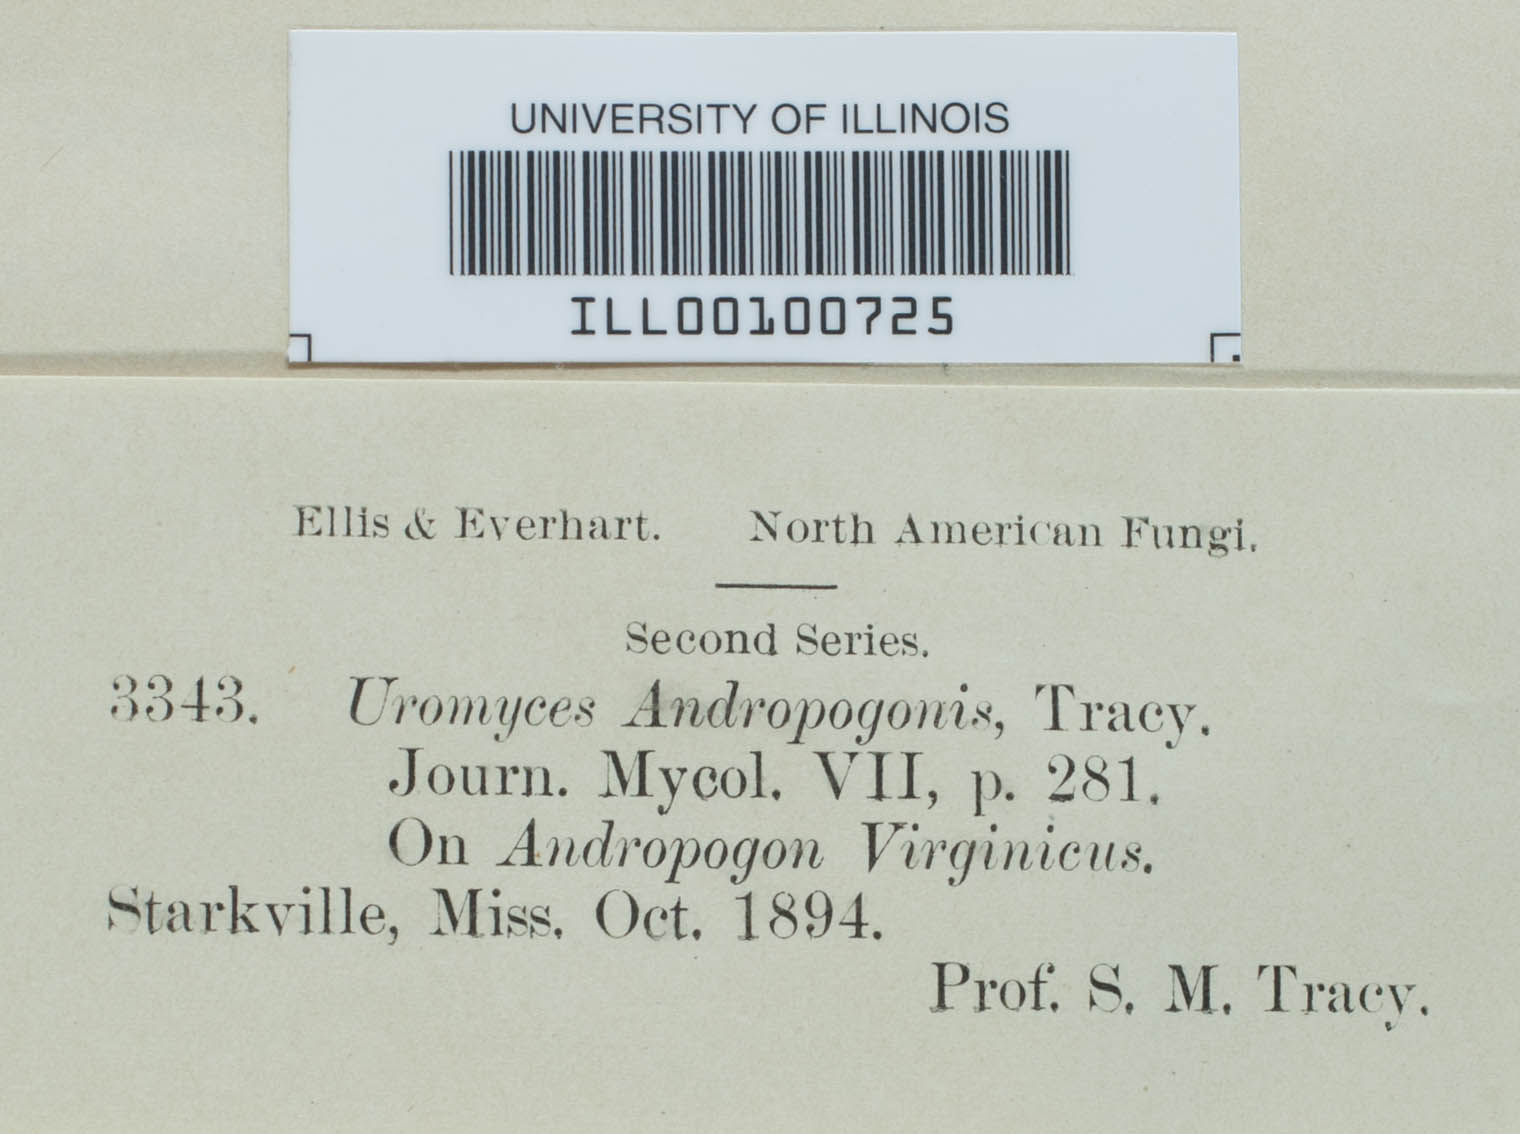 UNIVERSITY OF ILLINOIS
ILL00100725
Ellis & Everhart. North American Fungi.
Second Series.
3343. Uromyces Andropogonis, Tracy.
Journ. Mycol. VII, p. 281.
On Andropogon Virginicus.
Starkville, Miss. Oct. 1894.
Prof. S. M. Tracy.